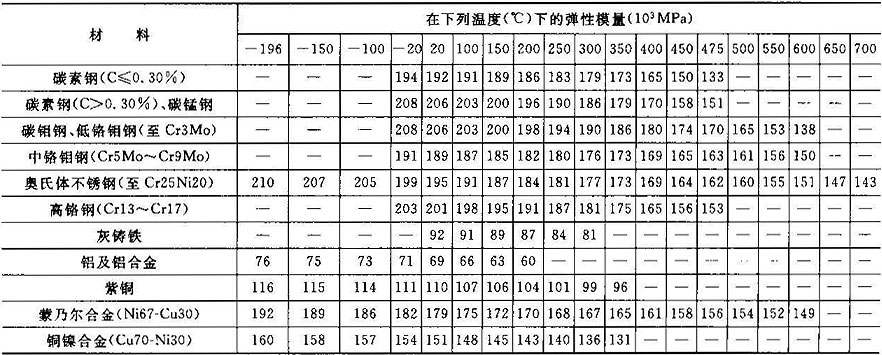 材 料 在下列温度(℃)下的弹性模量(10³MPa)
-196 -150 -100 -20 20 100 150 200 250 300 350 400 450 475 500 550 600 650 700
碳素钢(C≤0.30%) — — — 194 192 191 189 186 183 179 173 165 150 133 — — — — —
碳素钢(C>0.30%)、碳锰钢 — — — 208 206 203 200 196 190 186 179 170 158 151 — — — — —
碳钼钢、低铬钼钢(至Cr3Mo) — — — 208 206 203 200 198 194 190 186 180 174 170 165 153 138 — —
中铬钼钢(Cr5Mo~Cr9Mo) — — — 191 189 187 185 182 180 176 173 169 165 163 161 156 150 — —
奥氏体不锈钢(至Cr25Ni20) 210 207 205 199 195 191 187 184 181 177 173 169 164 162 160 155 151 147 143
高铬钢(Cr13~Cr17) — — — 203 201 198 195 191 187 181 175 165 156 153 — — — — —
灰铸铁 — — — — 92 91 89 87 84 81 — — — — — — — — —
铝及铝合金 76 75 73 71 69 66 63 60 — — — — — — — — — — —
紫铜 116 115 114 111 110 107 106 104 101 99 96 — — — — — — — —
蒙乃尔合金(Ni67-Cu30) 192 189 186 182 179 175 172 170 168 167 165 161 158 156 154 152 149 — —
铜镍合金(Cu70-Ni30) 160 158 157 154 151 148 145 143 140 136 131 — — — — — — — —